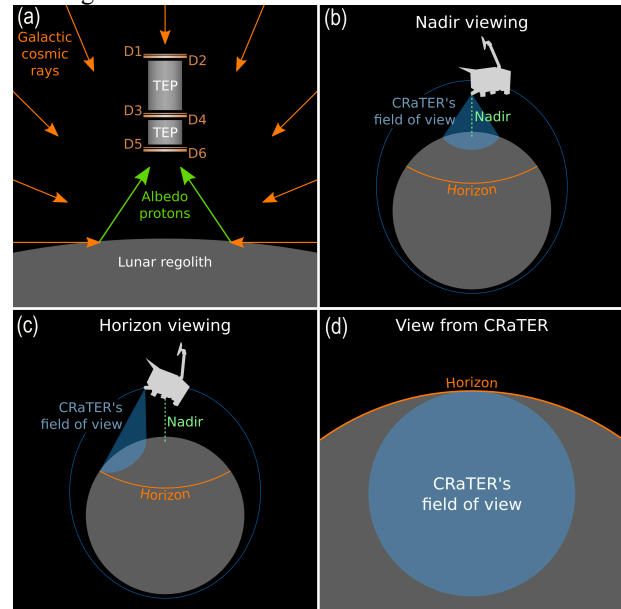 (a)
Galactic
cosmic
rays
D1
D2
TEP
D3
D4
TEP
D5
D6
Albedo
protons
Lunar regolith
(b)
Nadir viewing
CRaTER's
field of view
Nadir
Horizon
(c)
Horizon viewing
CRaTER's
field of view
Nadir
Horizon
(d)
View from CRaTER
Horizon
CRaTER's
field of view